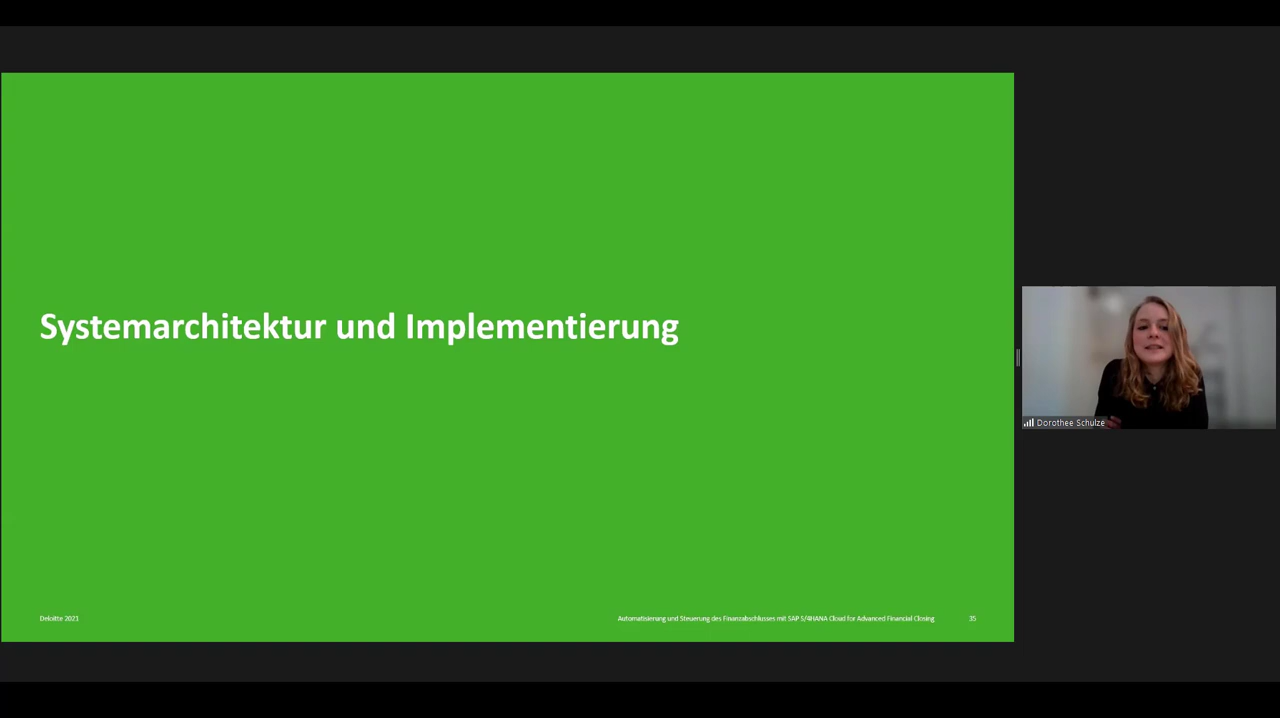 Systemarchitektur und Implementierung
Dorothee Schulze
Deloitte 2021
Automatisierung und Steuerung des Finanzabschlusses mit SAP S/4HANA Cloud for Advanced Financial Closing
35